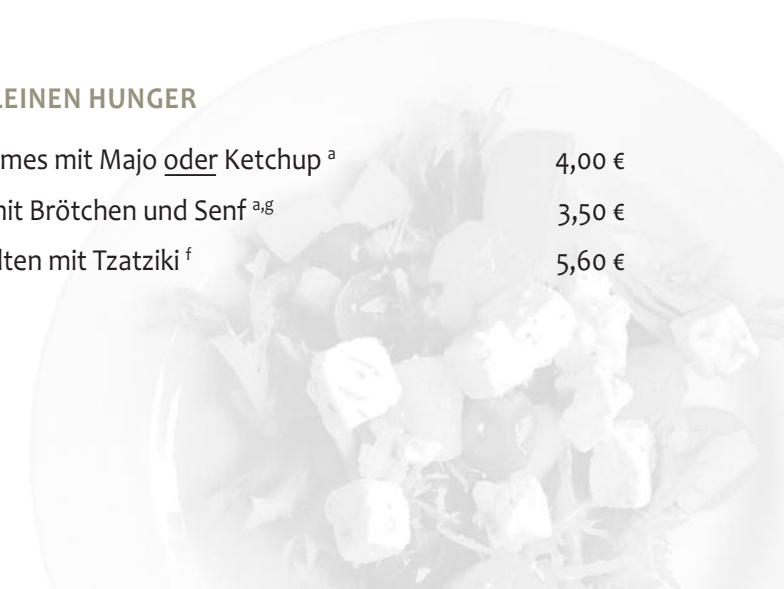 LEINEN HUNGER
mes mit Majo oder Ketchup a 4,00 €
mit Brötchen und Senf a,g 3,50 €
lten mit Tzatziki f 5,60 €